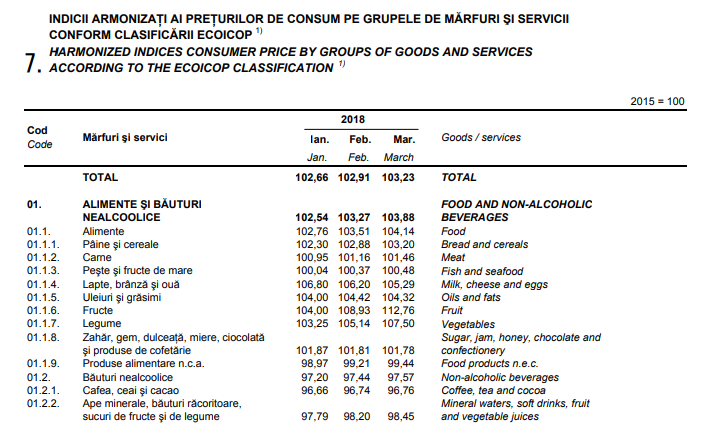 INDICII ARMONIZAȚI AI PREȚURILOR DE CONSUM PE GRUPELE DE MĂRFURI ŞI SERVICII
CONFORM CLASIFICĂRII ECOICOP 1)
7. HARMONIZED INDICES CONSUMER PRICE BY GROUPS OF GOODS AND SERVICES
ACCORDING TO THE ECOICOP CLASSIFICATION 1)
2015 = 100
2018
Cod Mărfuri şi servicii Ian. Feb. Mar. Goods / services
Code Jan. Feb. March
TOTAL 102,66 102,91 103,23 TOTAL
01. ALIMENTE ŞI BĂUTURI FOOD AND NON-ALCOHOLIC
NEALCOOLICE 102,54 103,27 103,88 BEVERAGES
01.1. Alimente 102,76 103,51 104,14 Food
01.1.1. Pâine şi cereale 102,30 102,88 103,20 Bread and cereals
01.1.2. Carne 100,95 101,16 101,46 Meat
01.1.3. Peşte şi fructe de mare 100,04 100,37 100,48 Fish and seafood
01.1.4. Lapte, brânză şi ouă 106,80 106,20 105,29 Milk, cheese and eggs
01.1.5. Uleiuri şi grăsimi 104,00 104,42 104,32 Oils and fats
01.1.6. Fructe 104,00 108,93 112,76 Fruit
01.1.7. Legume 103,25 105,14 107,50 Vegetables
01.1.8. Zahăr, gem, dulceaţă, miere, ciocolată Sugar, jam, honey, chocolate and
şi produse de cofetărie 101,87 101,81 101,78 confectionery
01.1.9. Produse alimentare n.c.a. 98,97 99,21 99,44 Food products n.e.c.
01.2. Băuturi nealcoolice 97,20 97,44 97,57 Non-alcoholic beverages
01.2.1. Cafea, ceai şi cacao 96,66 96,74 96,76 Coffee, tea and cocoa
01.2.2. Ape minerale, băuturi răcoritoare, Mineral waters, soft drinks, fruit
sucuri de fructe şi de legume 97,79 98,20 98,45 and vegetable juices